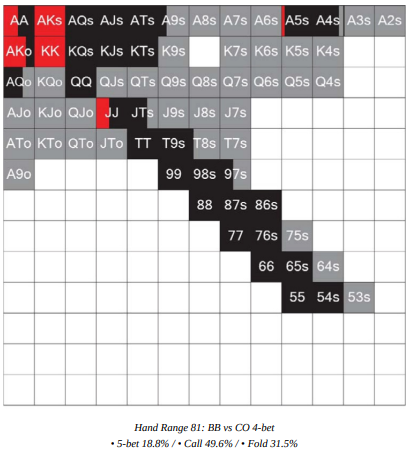 AA AKs AQs AJs ATs A9s A8s A7s A6s A5s A4s A3s A2s
AKo KK KQs KJs KTs K9s K7s K6s K5s K4s
AQo KQo QQ QJs QTs Q9s Q8s Q7s Q6s Q5s Q4s
AJo KJo QJo JJ JTs J9s J8s J7s
ATo KTo QTo JTo TT T9s T8s T7s
A9o 99 98s 97s
88 87s 86s
77 76s 75s
66 65s 64s
55 54s 53s
Hand Range 81: BB vs CO 4-bet
• 5-bet 18.8% / • Call 49.6% / • Fold 31.5%